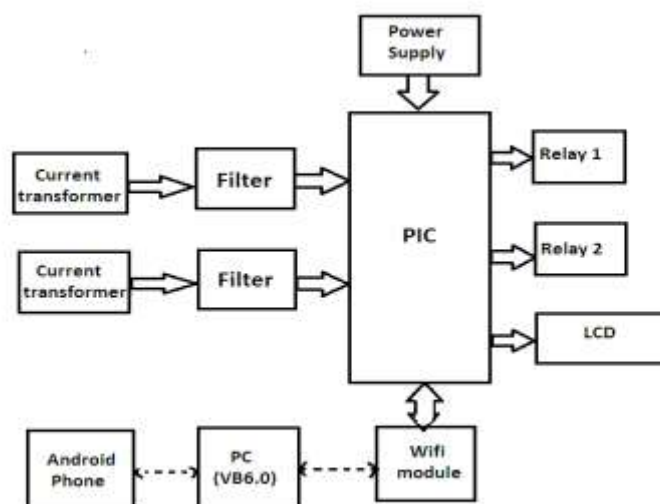 Power
Supply
Current
transformer
Filter
Relay 1
PIC
Relay 2
Current
transformer
Filter
LCD
Android
Phone
PC
(VB6.0)
Wifi
module